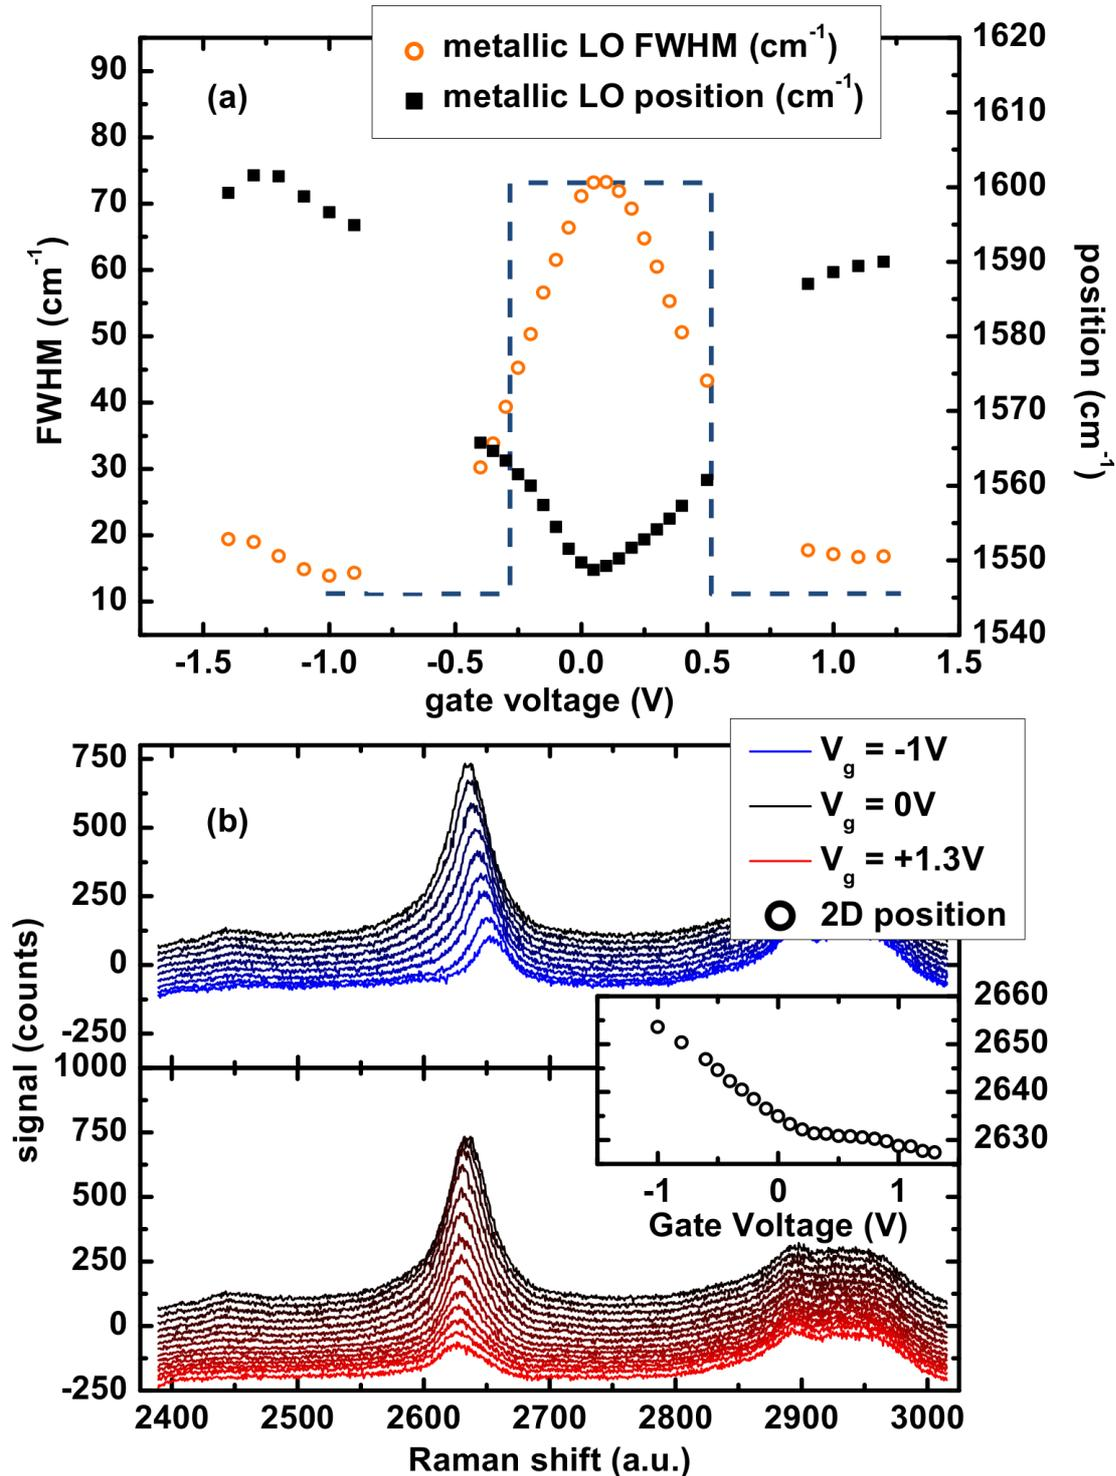 metallic LO FWHM (cm⁻¹)
metallic LO position (cm⁻¹)
(a)
90
80
70
60
50
40
30
20
10
FWHM (cm⁻¹)
1620
1610
1600
1590
1580
1570
1560
1550
1540
position (cm⁻¹)
-1.5 -1.0 -0.5 0.0 0.5 1.0 1.5
gate voltage (V)
(b)
V_g = -1V
V_g = 0V
V_g = +1.3V
2D position
750
500
250
0
-250
1000
750
500
250
0
-250
signal (counts)
2660
2650
2640
2630
-1 0 1
Gate Voltage (V)
2400 2500 2600 2700 2800 2900 3000
Raman shift (a.u.)